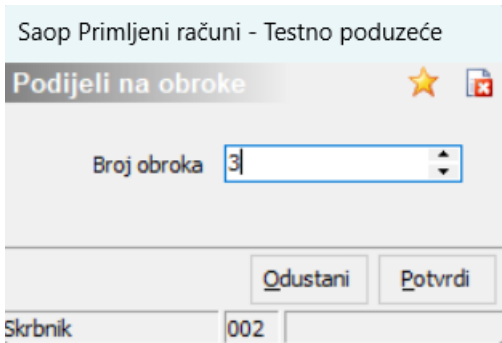 Saop Primljeni računi - Testno poduzeće
Podijeli na obroke
Broj obroka 3
Odustani Potvrdi
Skrbnik 002